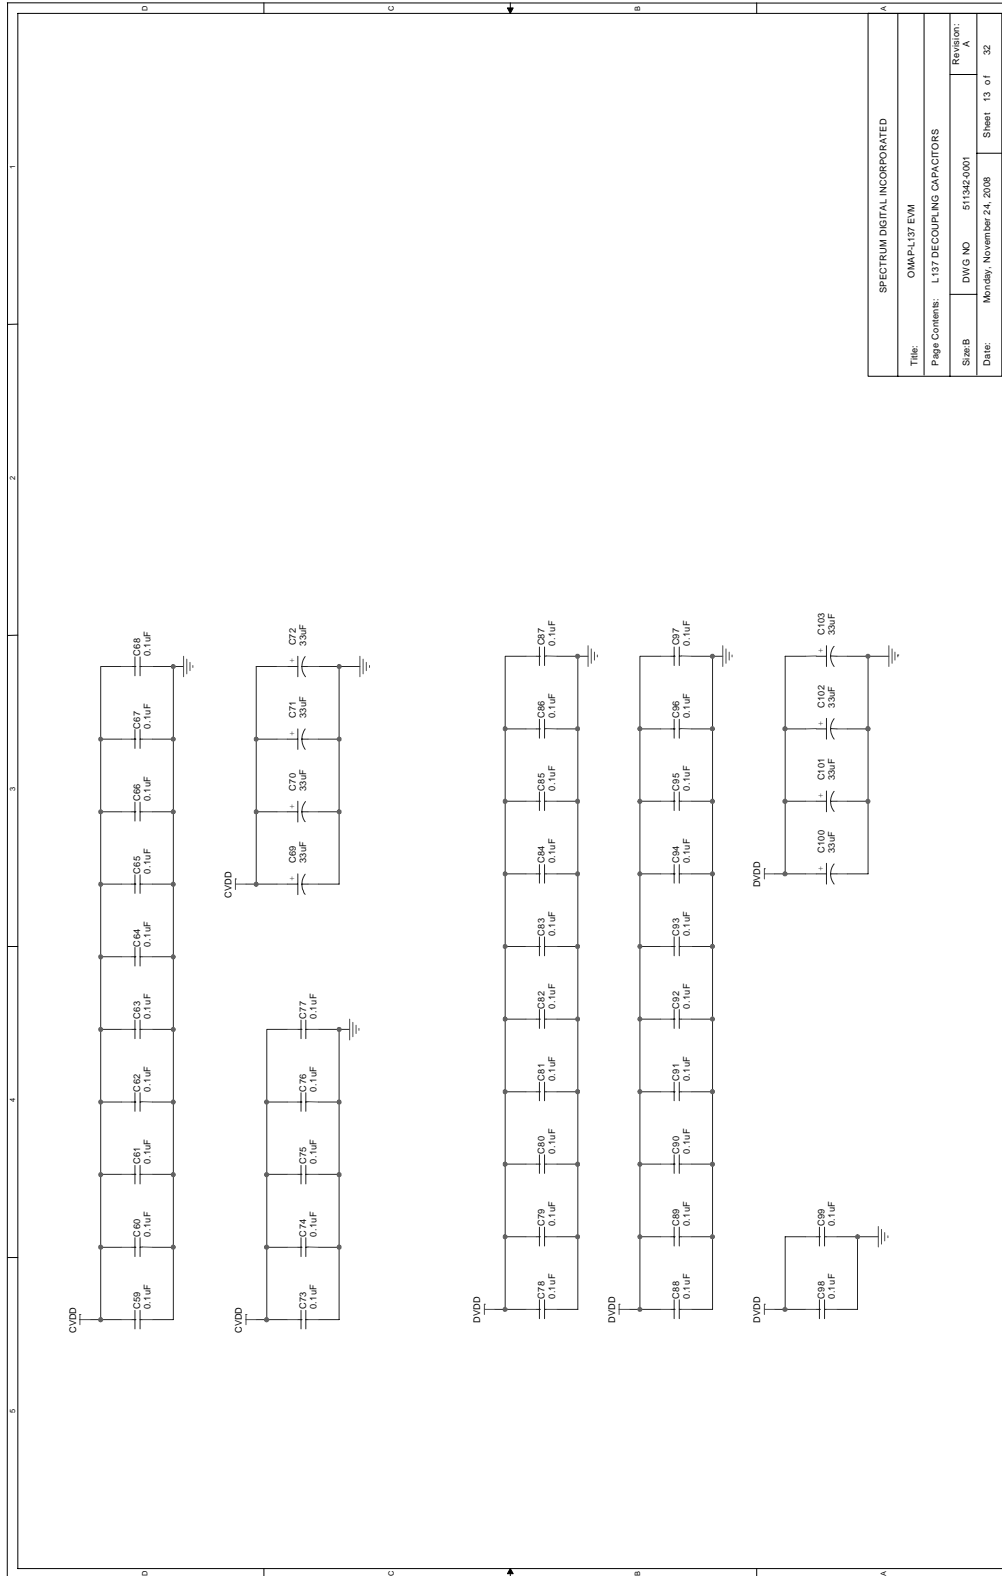 5
4
3
2
1
D
C
B
A
D
C
B
A
CVDD
C59
0.1uF
C60
0.1uF
C61
0.1uF
C62
0.1uF
C63
0.1uF
C64
0.1uF
C65
0.1uF
C66
0.1uF
C67
0.1uF
C68
0.1uF
CVDD
C73
0.1uF
C74
0.1uF
C75
0.1uF
C76
0.1uF
C77
0.1uF
CVDD
C69
33uF
C70
33uF
C71
33uF
C72
33uF
DVDD
C78
0.1uF
C79
0.1uF
C80
0.1uF
C81
0.1uF
C82
0.1uF
C83
0.1uF
C84
0.1uF
C85
0.1uF
C86
0.1uF
C87
0.1uF
DVDD
C88
0.1uF
C89
0.1uF
C90
0.1uF
C91
0.1uF
C92
0.1uF
C93
0.1uF
C94
0.1uF
C95
0.1uF
C96
0.1uF
C97
0.1uF
DVDD
C98
0.1uF
C99
0.1uF
DVDD
C100
33uF
C101
33uF
C102
33uF
C103
33uF
SPECTRUM DIGITAL INCORPORATED
Title: OMAP-L137 EVM
Page Contents: L137 DECOUPLING CAPACITORS
Size:B DWG NO 511342-0001 Revision: A
Date: Monday, November 24, 2008 Sheet 13 of 32